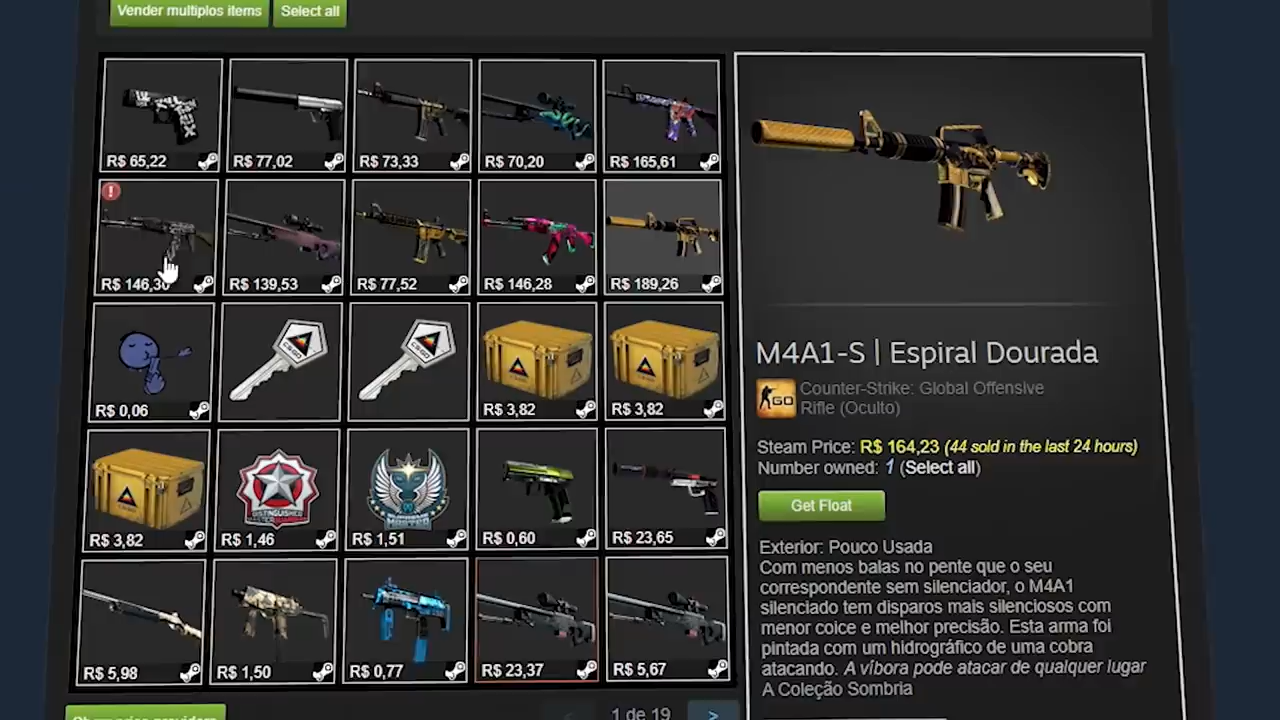 Vender multiplos items
Select all
R$ 65,22
R$ 77,02
R$ 73,33
R$ 70,20
R$ 165,61
R$ 146,30
R$ 139,53
R$ 77,52
R$ 146,28
R$ 189,26
R$ 0,06
R$ 3,82
R$ 3,82
R$ 3,82
R$ 1,46
R$ 1,51
R$ 0,60
R$ 23,65
R$ 5,98
R$ 1,50
R$ 0,77
R$ 23,37
R$ 5,67
1 de 19
M4A1-S | Espiral Dourada
GO
Counter-Strike: Global Offensive
Rifle (Oculto)
Steam Price: R$ 164,23 (44 sold in the last 24 hours)
Number owned: 1 (Select all)
Get Float
Exterior: Pouco Usada
Com menos balas no pente que o seu
correspondente sem silenciador, o M4A1
silenciado tem disparos mais silenciosos com
menor coice e melhor precisão. Esta arma foi
pintada com um hidrográfico de uma cobra
atacando. A víbora pode atacar de qualquer lugar
A Coleção Sombria